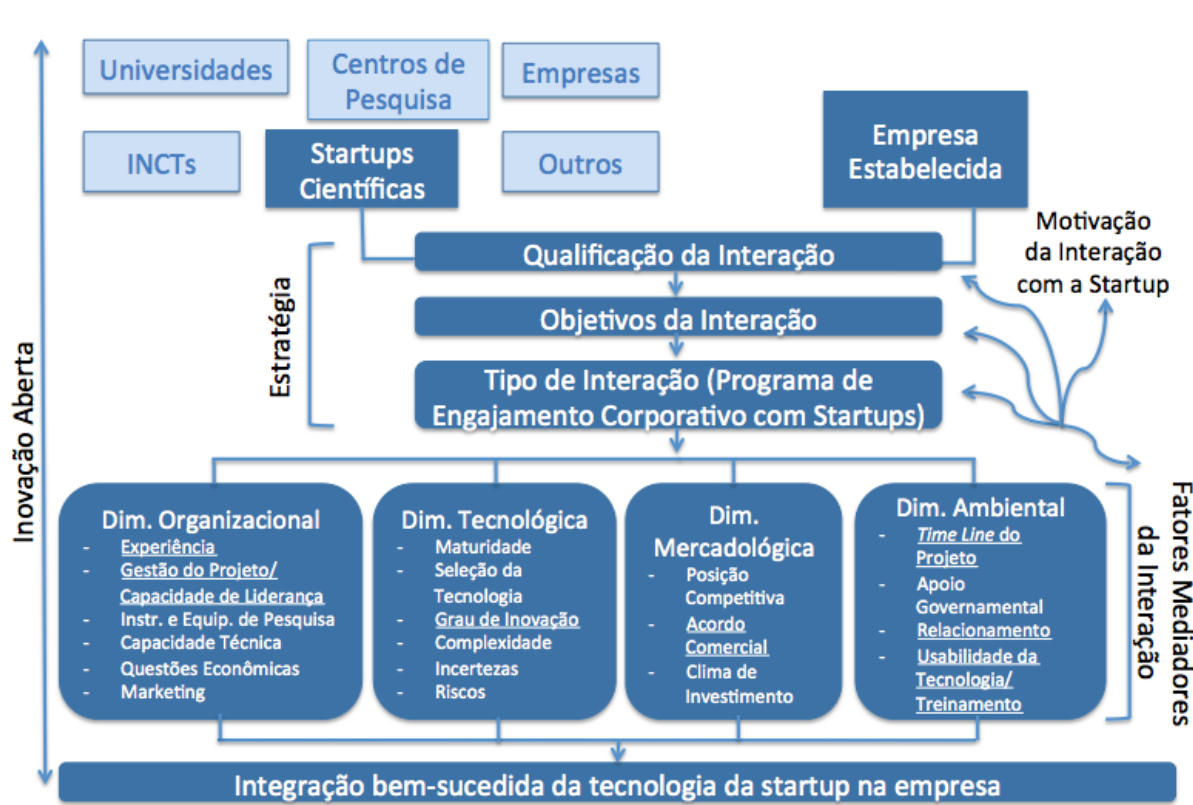 Universidades
Centros de
Pesquisa
Empresas
INCTs
Startups
Científicas
Outros
Empresa
Estabelecida
Motivação
da Interação
com a Startup
Inovação Aberta
Estratégia
Qualificação da Interação
Objetivos da Interação
Tipo de Interação (Programa de
Engajamento Corporativo com Startups)
Dim. Organizacional
- Experiência
- Gestão do Projeto/
Capacidade de Liderança
- Instr. e Equip. de Pesquisa
- Capacidade Técnica
- Questões Econômicas
- Marketing
Dim. Tecnológica
- Maturidade
- Seleção da
Tecnologia
- Grau de Inovação
- Complexidade
- Incertezas
- Riscos
Dim.
Mercadológica
- Posição
Competitiva
- Acordo
Comercial
- Clima de
Investimento
Dim. Ambiental
- Time Line do
Projeto
- Apoio
Governamental
- Relacionamento
- Usabilidade da
Tecnologia/
Treinamento
Fatores Mediadores
da Interação
Integração bem-sucedida da tecnologia da startup na empresa